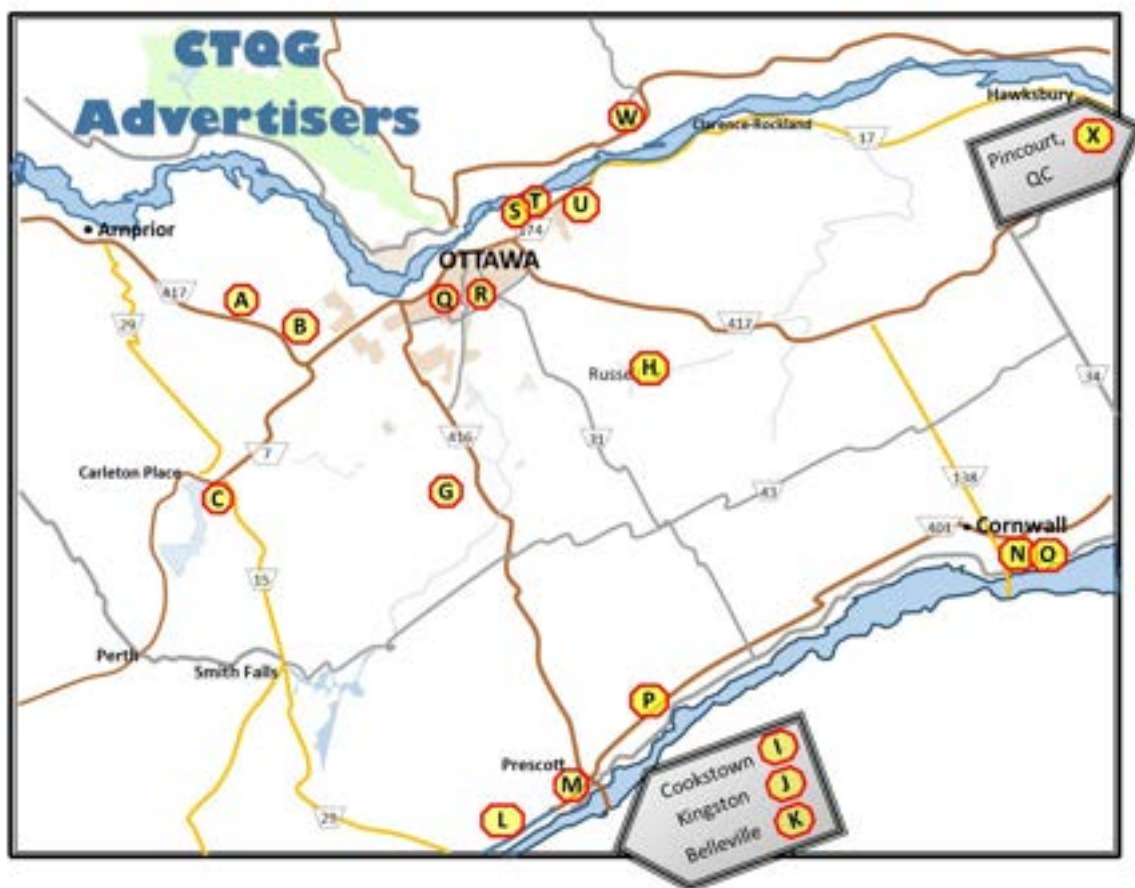 CTQG
Advertisers
W
Hawksbury
Clarence-Rockland
17
Pincourt,
QC
X
S
T
U
174
Arnprior
OTTAWA
417
A
Q
R
29
B
417
H
Russe
34
7
416
31
Carleton Place
C
G
43
138
401
Cornwall
N
O
15
Perth
Smith Falls
P
Prescott
M
Cookstown I
Kingston J
Belleville K
L
29